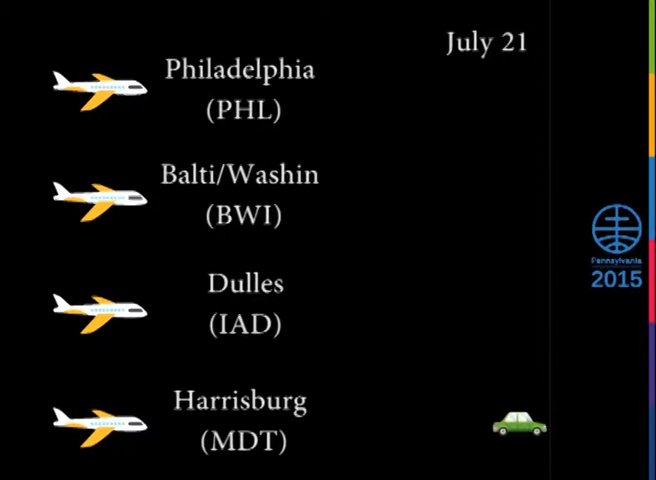 July 21
Philadelphia
(PHL)
Balti/Washin
(BWI)
Dulles
(IAD)
Harrisburg
(MDT)
Pennsylvania
2015